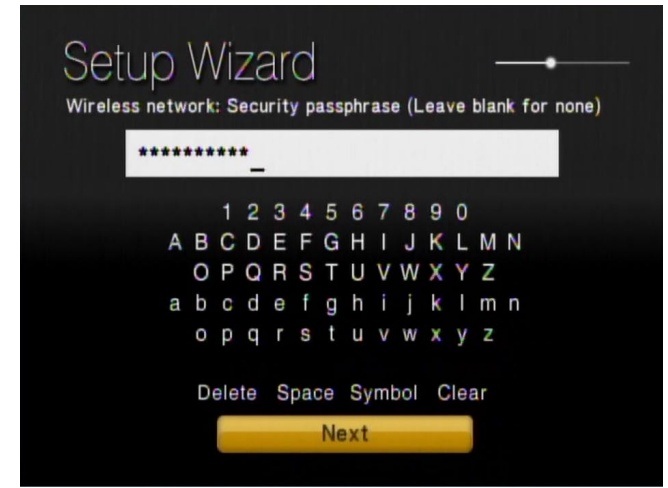 Setup Wizard
Wireless network: Security passphrase (Leave blank for none)
**********_
1 2 3 4 5 6 7 8 9 0
A B C D E F G H I J K L M N
O P Q R S T U V W X Y Z
a b c d e f g h i j k l m n
o p q r s t u v w x y z
Delete Space Symbol Clear
Next